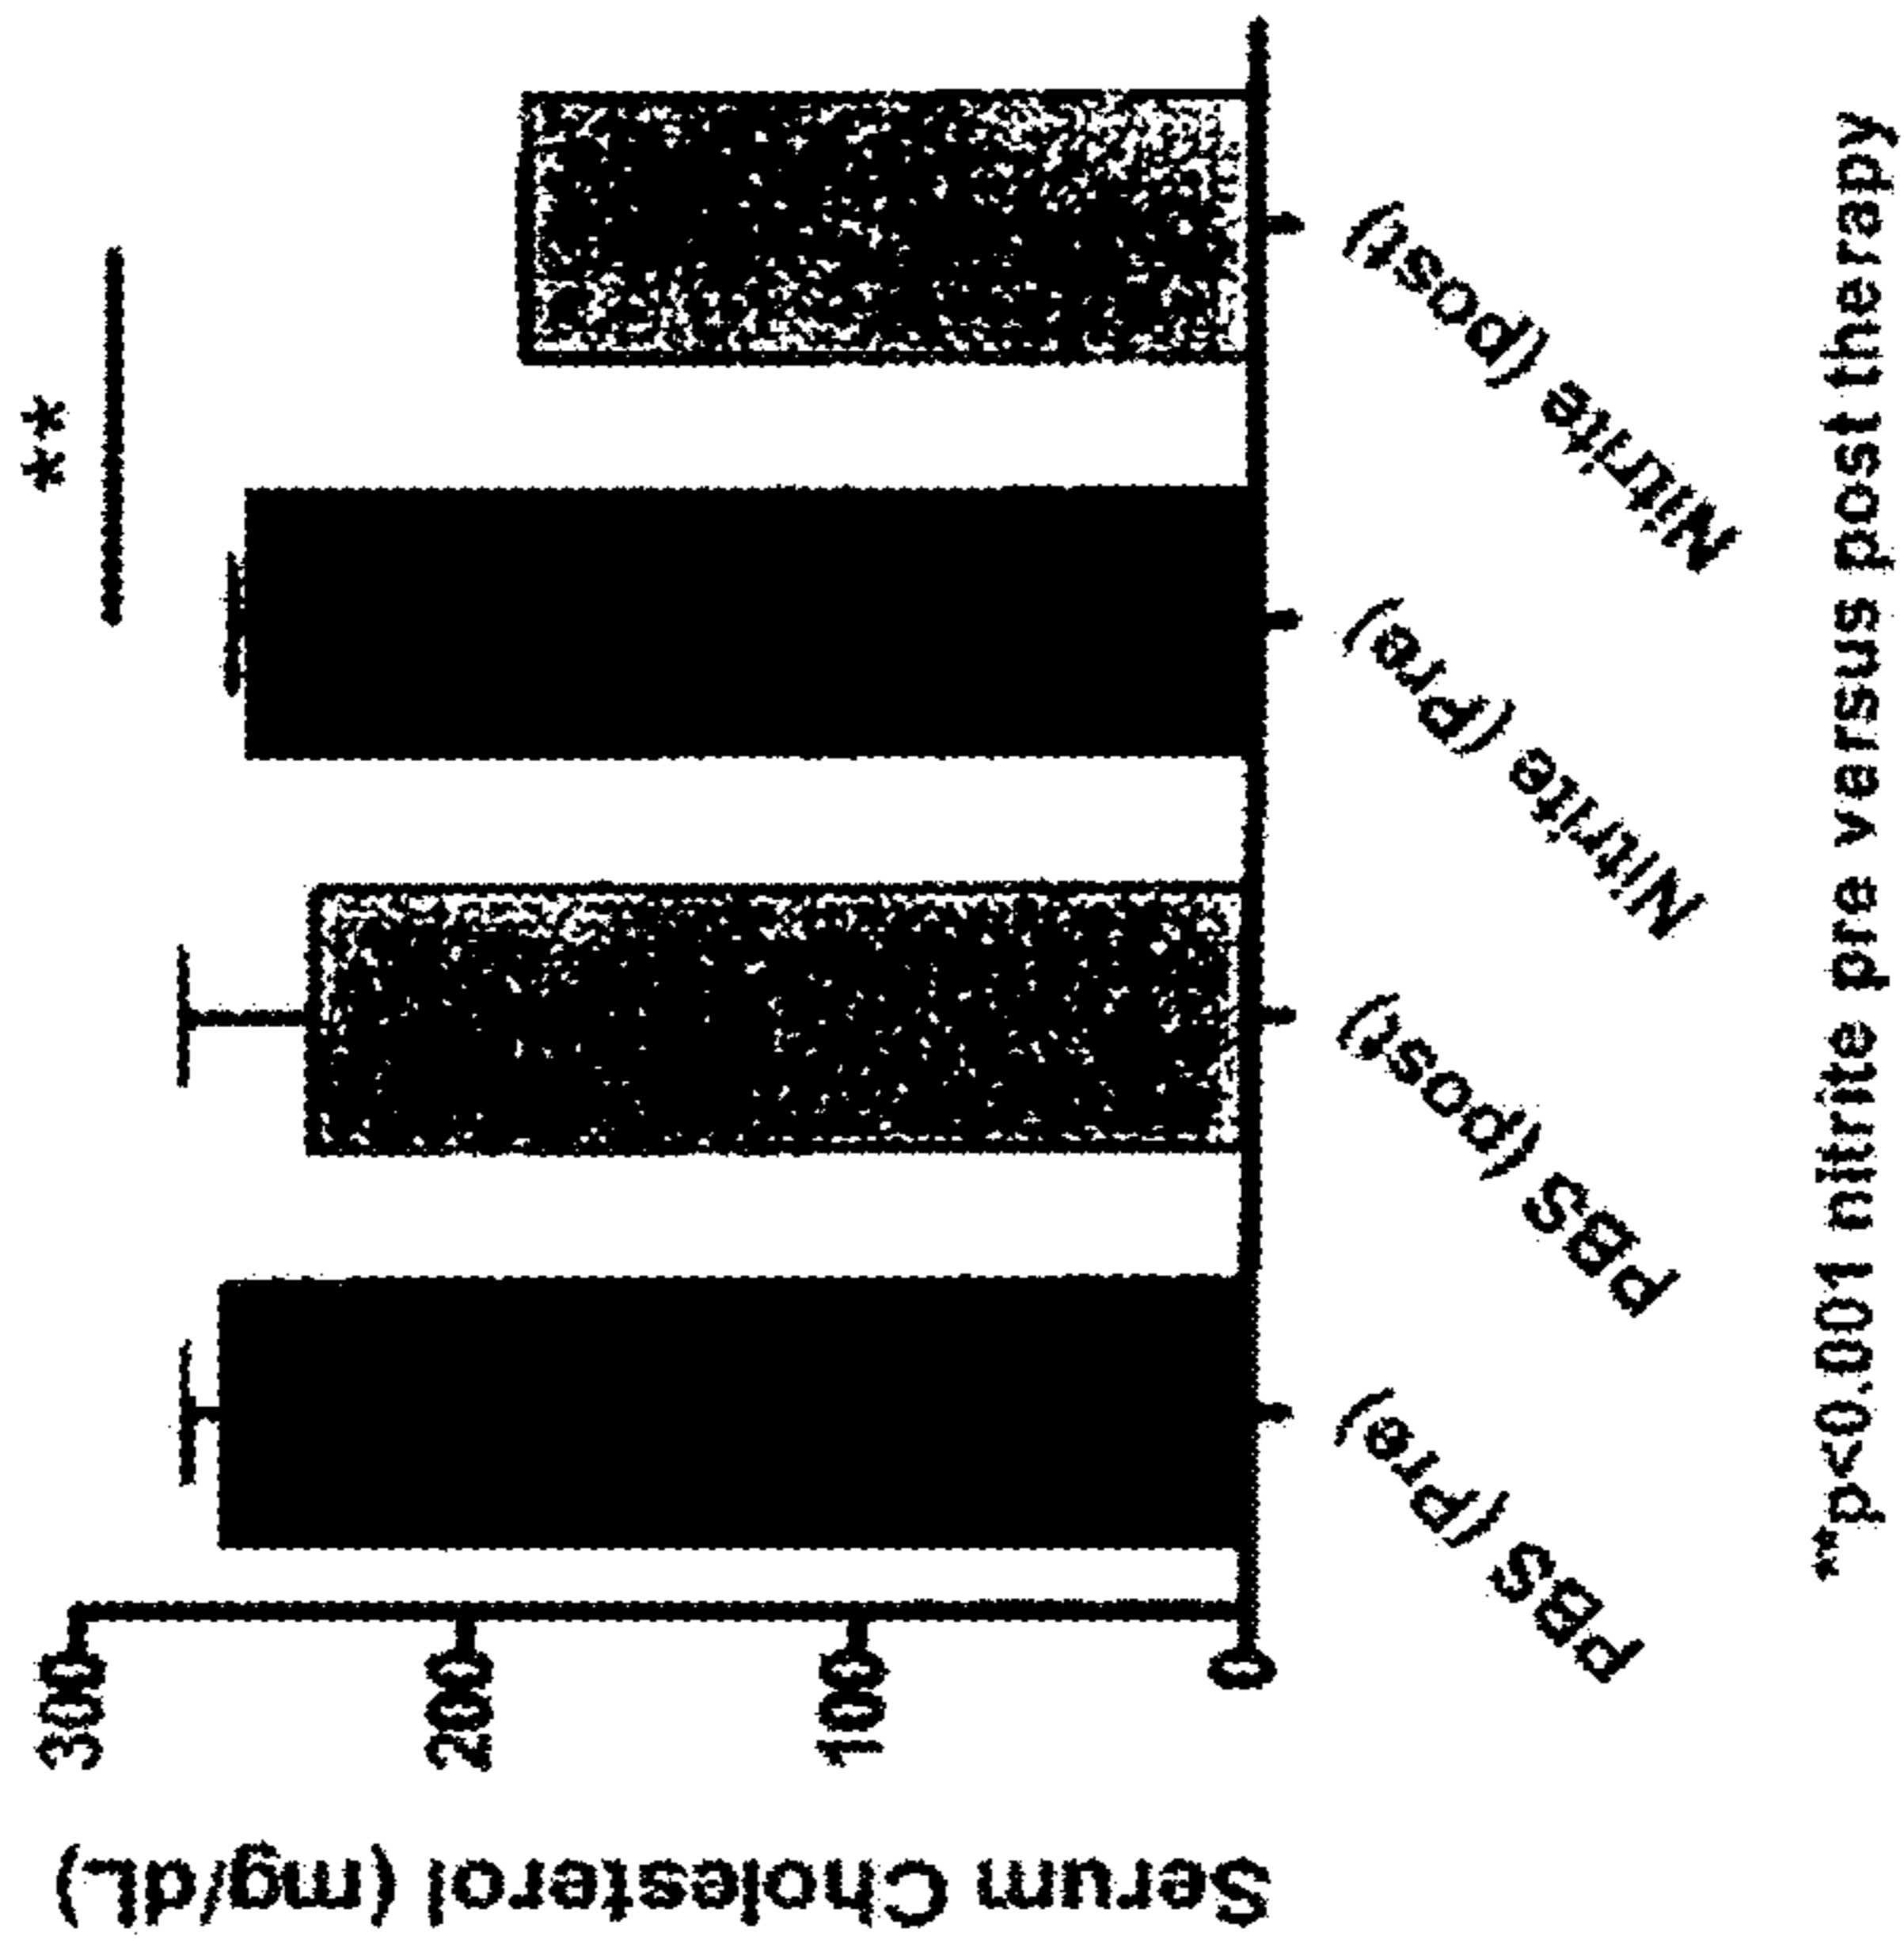 **
Serum Cholesterol (mg/dL)
300
200
100
0
PBS (pre)
PBS (post)
Nitrite (pre)
Nitrite (post)
**p<0.001 nitrite pre versus post therapy